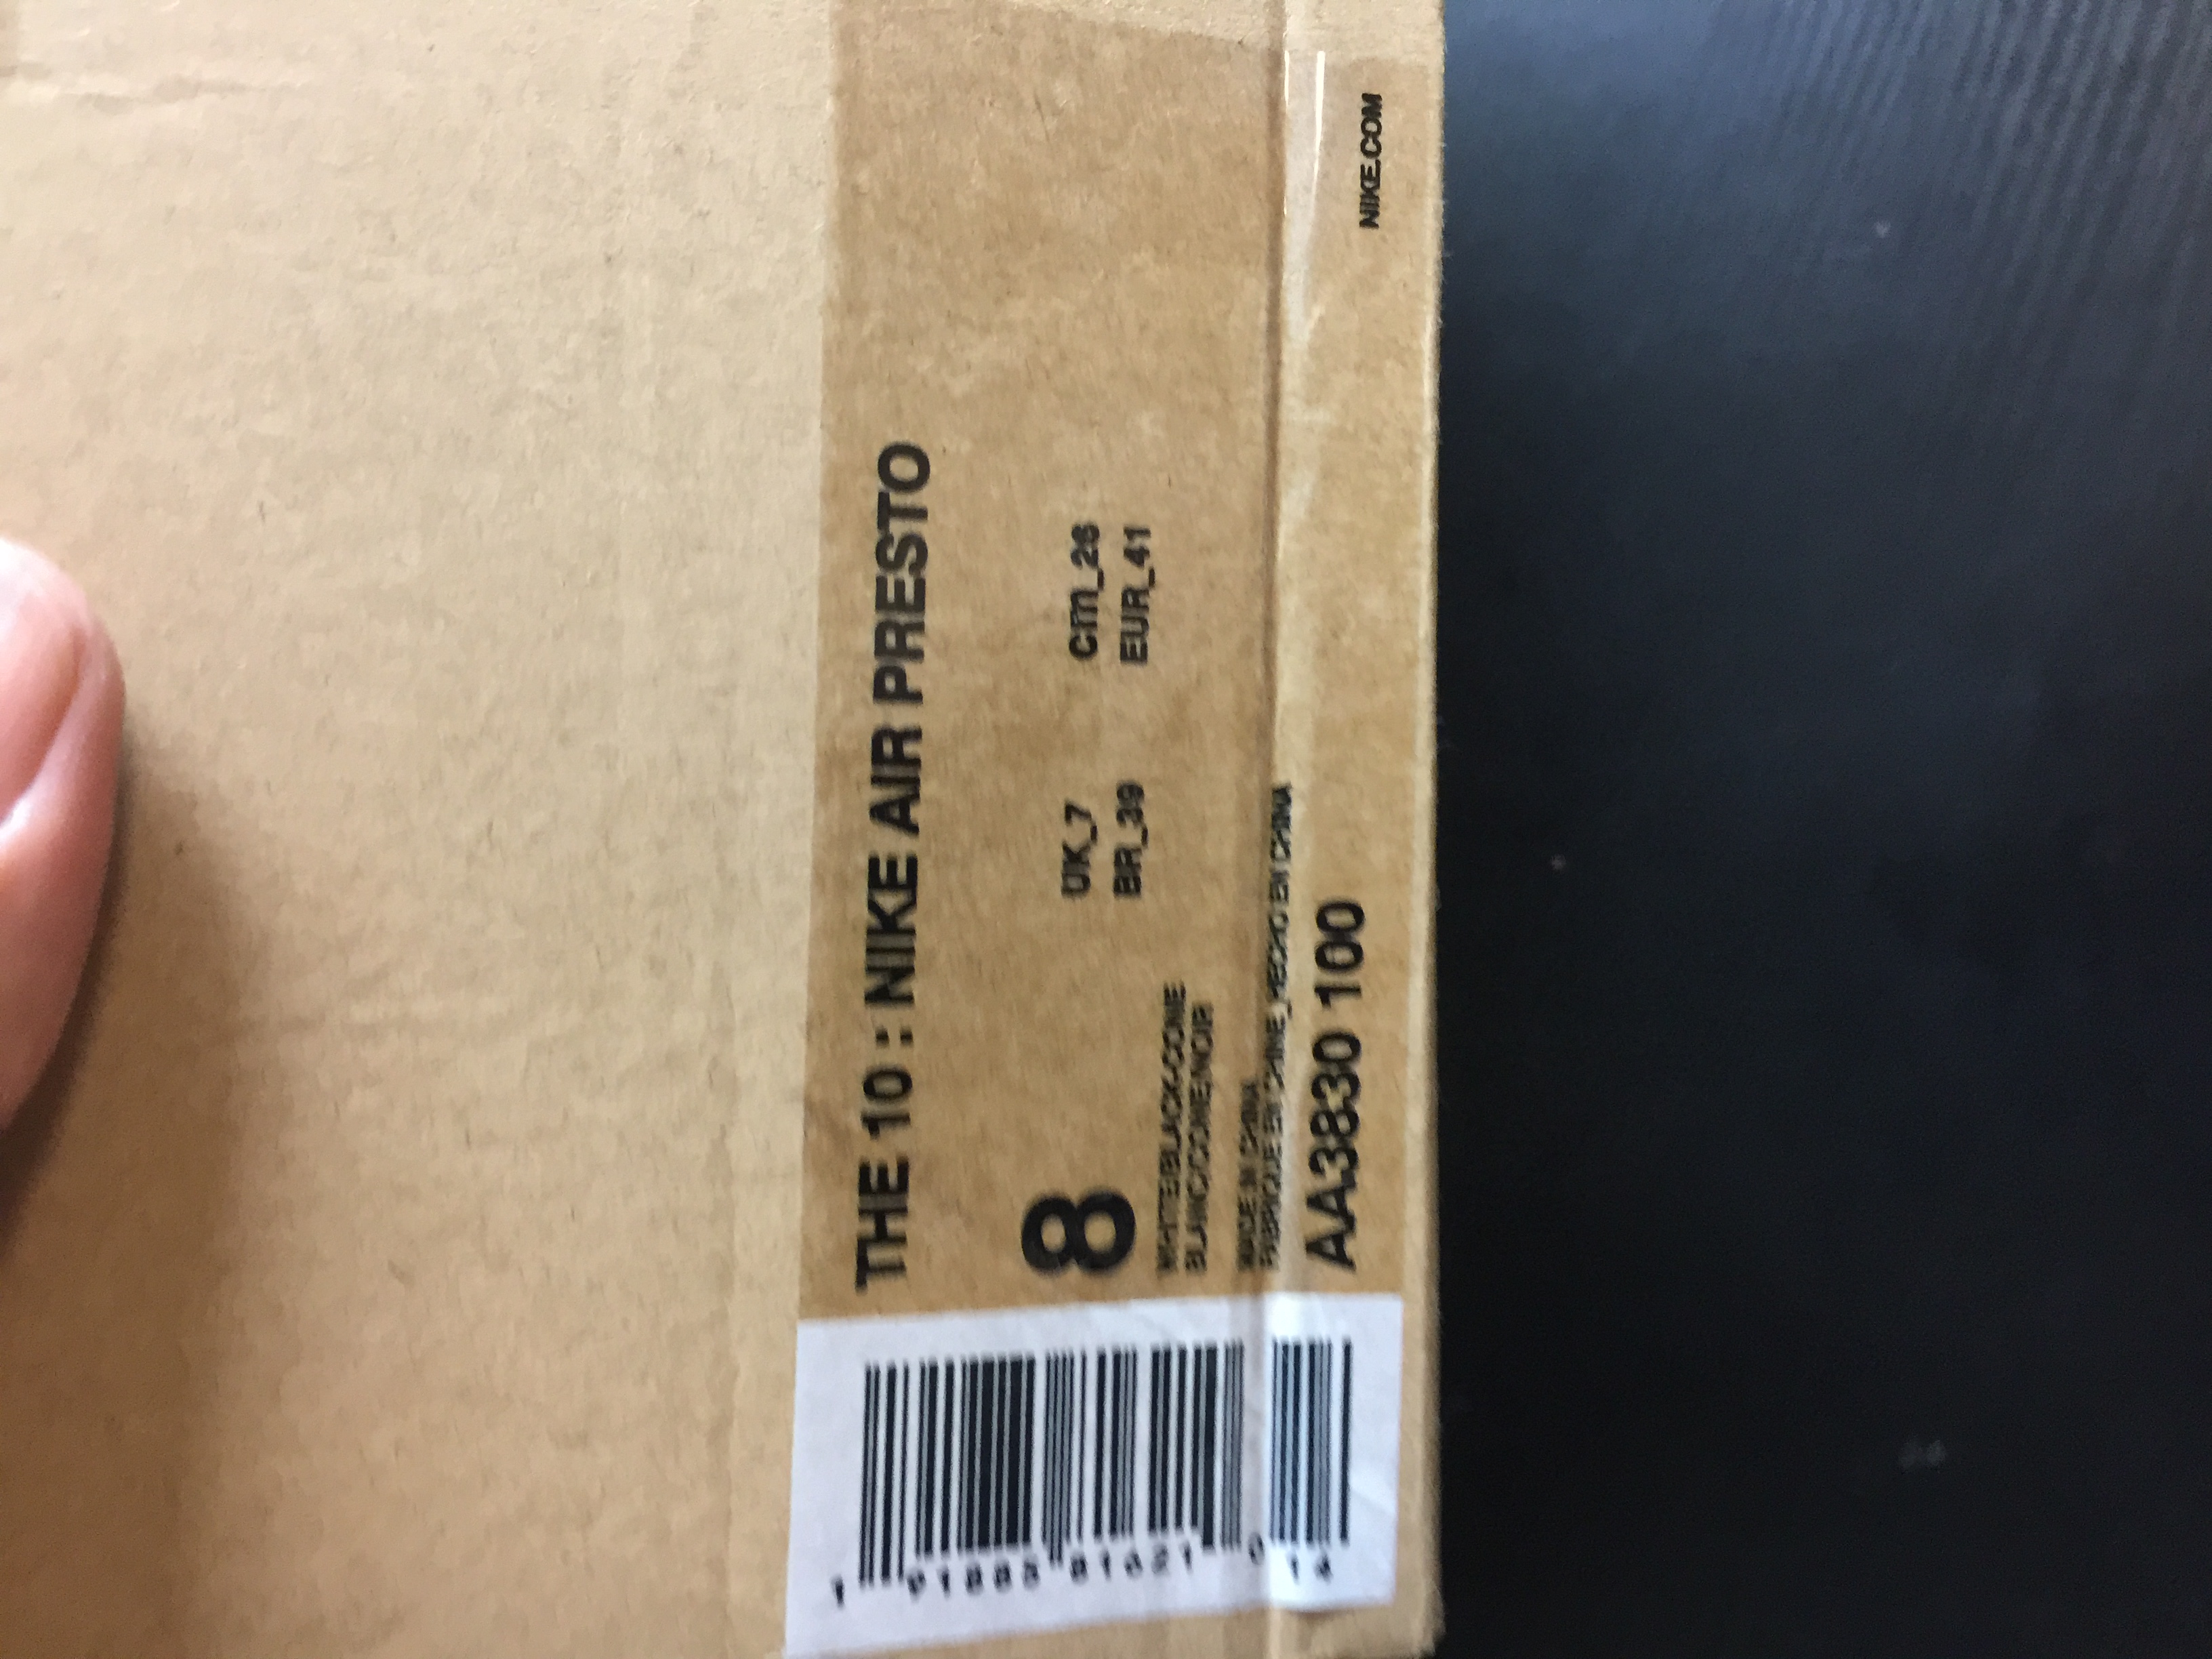 THE 10 : NIKE AIR PRESTO
8
UK_7
cm_26
BR_39
EUR_41
WHITE/BLACK-CONE
BLANC/CONE/NOIR
MADE IN CHINA
FABRIQUE EN CHINE_HECHO EN CHINA
AA3830 100
NIKE.COM